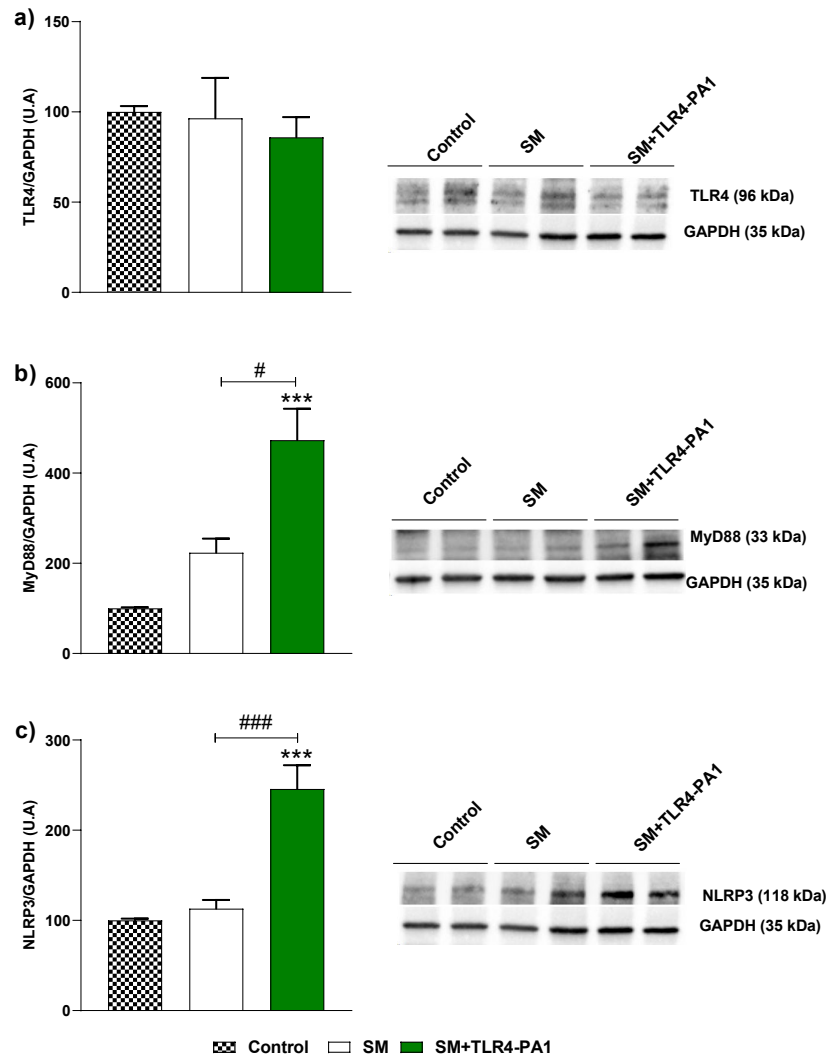 a)
TLR4/GAPDH (U.A)
150
100
50
0
Control
SM
SM+TLR4-PA1
TLR4 (96 kDa)
GAPDH (35 kDa)
b)
MyD88/GAPDH (U.A)
600
400
200
0
#
***
Control
SM
SM+TLR4-PA1
MyD88 (33 kDa)
GAPDH (35 kDa)
c)
NLRP3/GAPDH (U.A)
300
200
100
0
###
***
Control
SM
SM+TLR4-PA1
NLRP3 (118 kDa)
GAPDH (35 kDa)
Control SM SM+TLR4-PA1